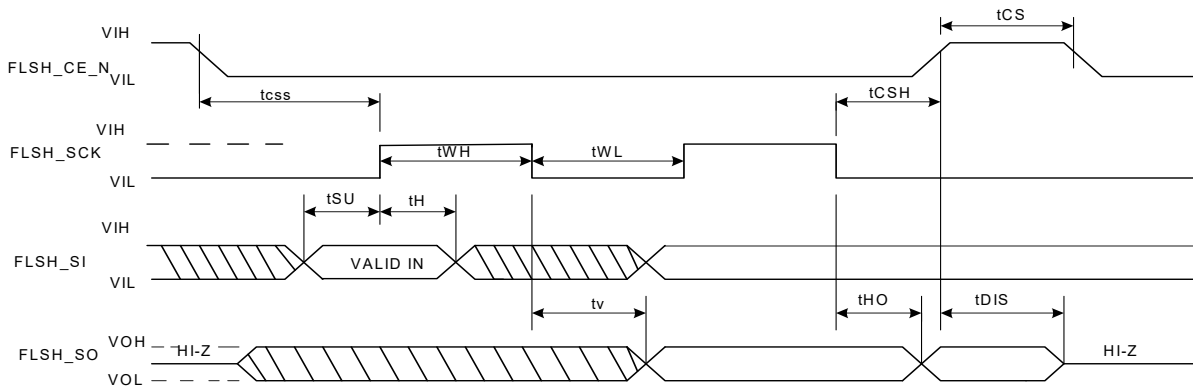 VIH
tCS
FLSH_CE_N
VIL
tcss
tCSH
VIH
FLSH_SCK
tWH
tWL
VIL
tSU
tH
VIH
FLSH_SI
VALID IN
VIL
tv
tHO
tDIS
VOH
FLSH_SO
HI-Z
HI-Z
VOL